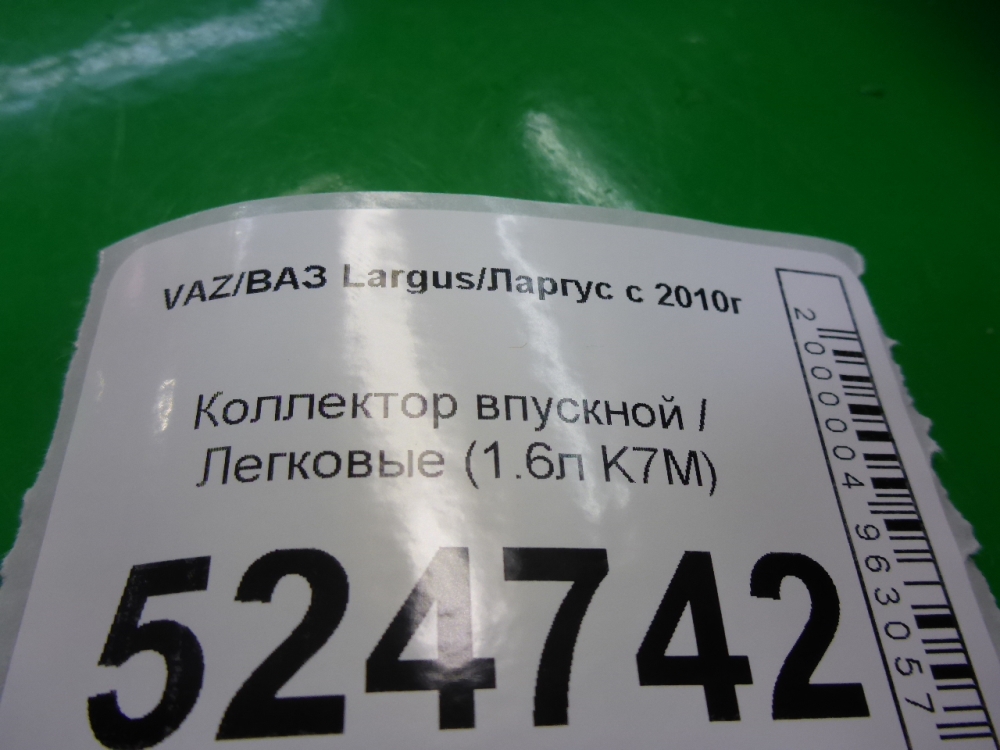 VAZ/ВАЗ Largus/Ларгус с 2010г
Коллектор впускной /
Легковые (1.6л K7M)
524742
2000004963057